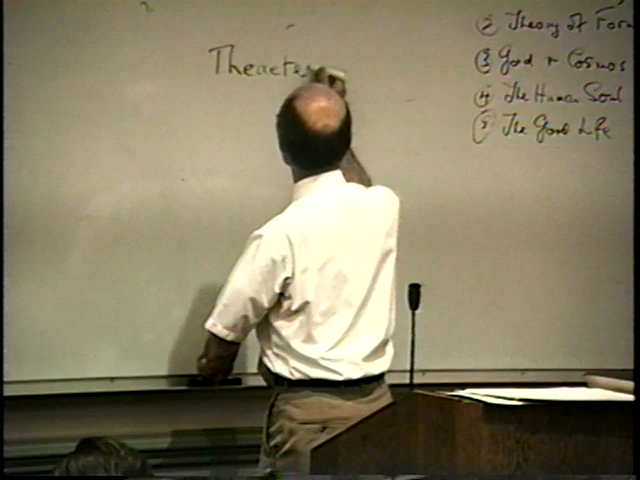 Theaete
② Theory of Form
③ God & Cosmos
④ The Human Soul
⑤ The Good Life